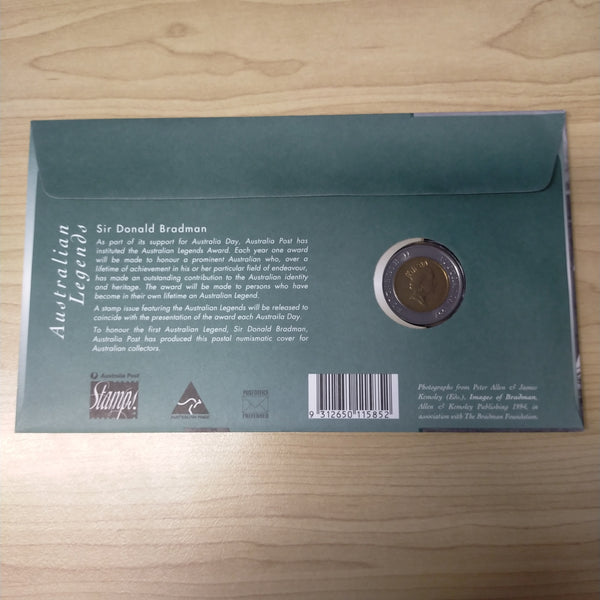 Australian
Legends
Sir Donald Bradman
As part of its support for Australia Day, Australia Post has
instituted the Australian Legends Award. Each year one award
will be made to honour a prominent Australian who, over a
lifetime of achievement in his or her particular field of endeavour,
has made an outstanding contribution to the Australian identity
and heritage. The award will be made to persons who have
become in their own lifetime an Australian Legend.
A stamp issue featuring the Australian Legends will be released to
coincide with the presentation of the award each Australia Day.
To honour the first Australian Legend, Sir Donald Bradman,
Australia Post has produced this postal numismatic cover for
Australian collectors.
Australia Post
Stamp!
AUSTRALIAN MADE
POSTCODES
PREFERRED
9 312650 115852
Photographs from Peter Allen & James
Kemsley (Eds.), Images of Bradman,
Allen & Kemsley Publishing 1994, in
association with The Bradman Foundation.